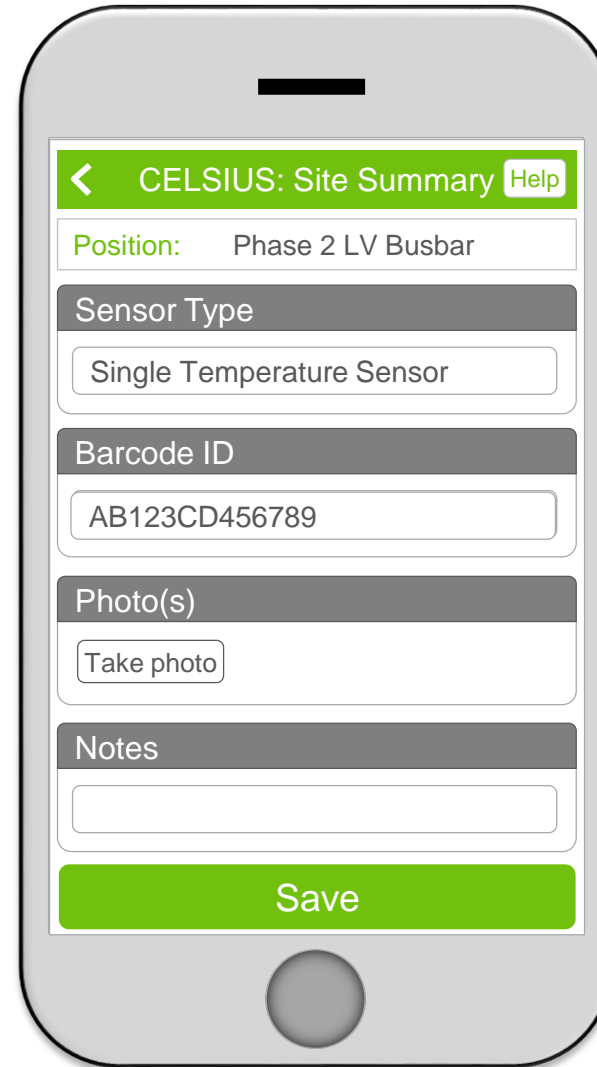 CELSIUS: Site Summary Help
Position: Phase 2 LV Busbar
Sensor Type
Single Temperature Sensor
Barcode ID
AB123CD456789
Photo(s)
Take photo
Notes
Save